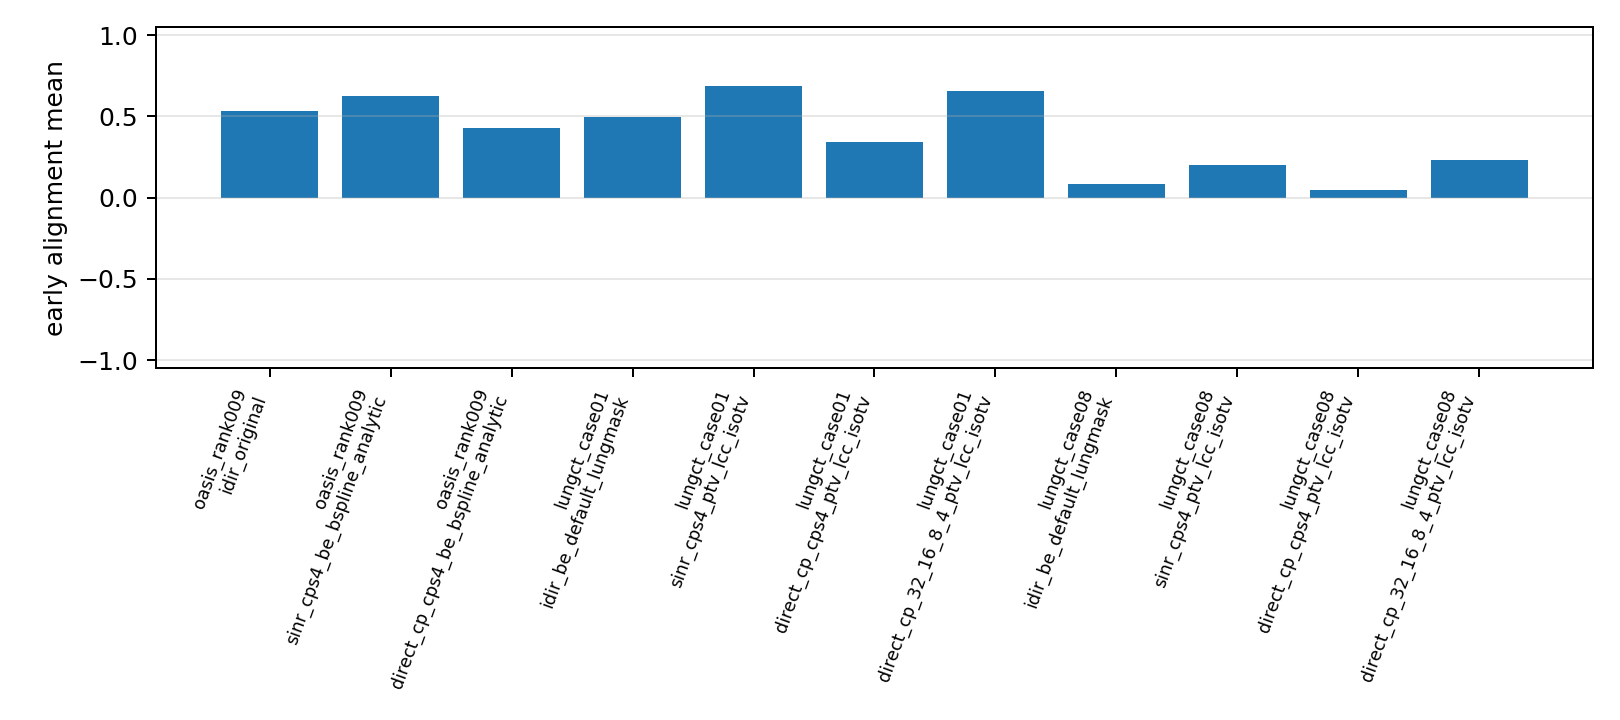 early alignment mean
1.0
0.5
0.0
−0.5
−1.0
oasis_rank009
idir_original
oasis_rank009
sinr_cps4_be_bspline_analytic
oasis_rank009
direct_cp_cps4_be_bspline_analytic
lungct_case01
idir_be_default_lungmask
lungct_case01
sinr_cps4_ptv_lcc_isotv
lungct_case01
direct_cp_cps4_ptv_lcc_isotv
lungct_case01
direct_cp_32_16_8_4_ptv_lcc_isotv
lungct_case08
idir_be_default_lungmask
lungct_case08
sinr_cps4_ptv_lcc_isotv
lungct_case08
direct_cp_cps4_ptv_lcc_isotv
lungct_case08
direct_cp_32_16_8_4_ptv_lcc_isotv